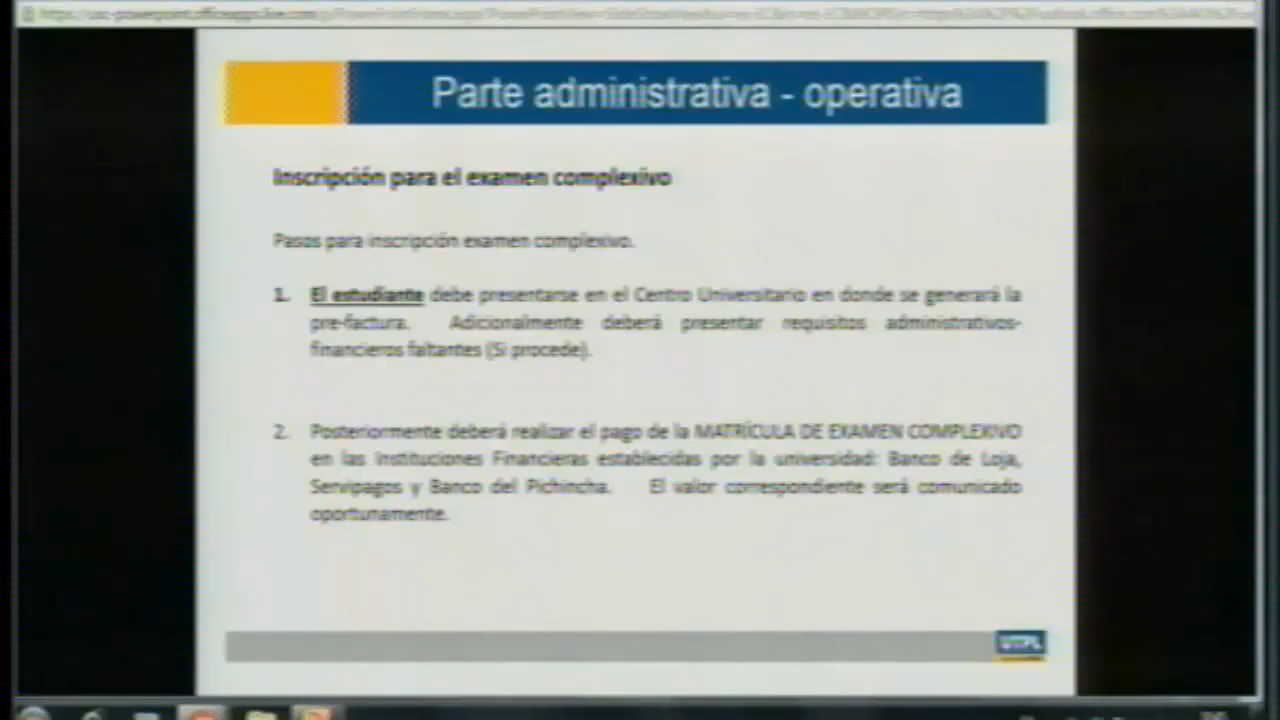 Parte administrativa - operativa
Inscripción para el examen complexivo
Pasos para inscripción examen complexivo.
1. El estudiante debe presentarse en el Centro Universitario en donde se generará la
pre-factura. Adicionalmente deberá presentar requisitos administrativos-
financieros faltantes (Si procede).
2. Posteriormente deberá realizar el pago de la MATRÍCULA DE EXAMEN COMPLEXIVO
en las Instituciones Financieras establecidas por la universidad: Banco de Loja,
Servipagos y Banco del Pichincha. El valor correspondiente será comunicado
oportunamente.
UTPL